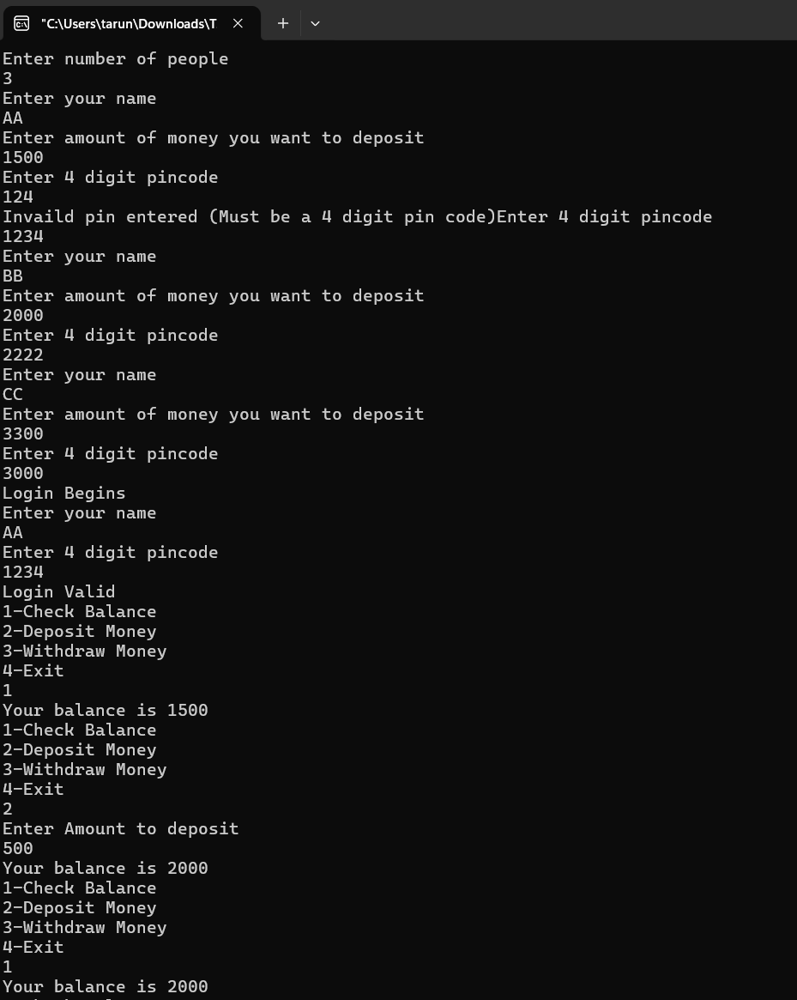 "C:\Users\tarun\Downloads\T
Enter number of people
3
Enter your name
AA
Enter amount of money you want to deposit
1500
Enter 4 digit pincode
124
Invaild pin entered (Must be a 4 digit pin code)Enter 4 digit pincode
1234
Enter your name
BB
Enter amount of money you want to deposit
2000
Enter 4 digit pincode
2222
Enter your name
CC
Enter amount of money you want to deposit
3300
Enter 4 digit pincode
3000
Login Begins
Enter your name
AA
Enter 4 digit pincode
1234
Login Valid
1-Check Balance
2-Deposit Money
3-Withdraw Money
4-Exit
1
Your balance is 1500
1-Check Balance
2-Deposit Money
3-Withdraw Money
4-Exit
2
Enter Amount to deposit
500
Your balance is 2000
1-Check Balance
2-Deposit Money
3-Withdraw Money
4-Exit
1
Your balance is 2000